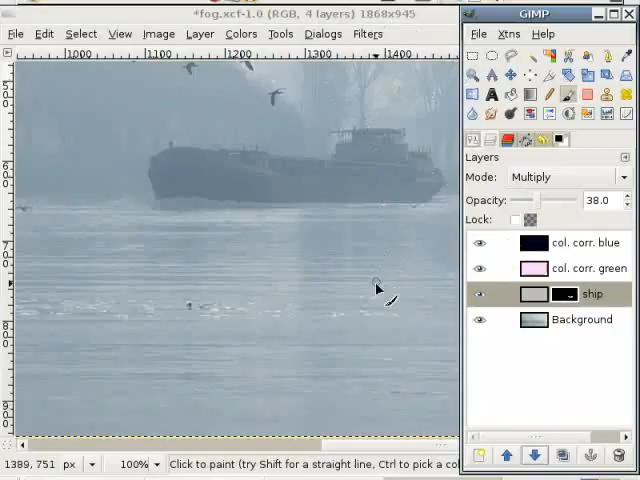 *fog.xcf-1.0 (RGB, 4 layers) 1868x945
File Edit Select View Image Layer Colors Tools Dialogs Filters
1000 1100 1200 1300 1400
GIMP
File Xtns Help
Layers
Mode: Multiply
Opacity: 38.0
Lock:
col. corr. blue
col. corr. green
ship
Background
1389, 751 px 100% Click to paint (try Shift for a straight line, Ctrl to pick a col